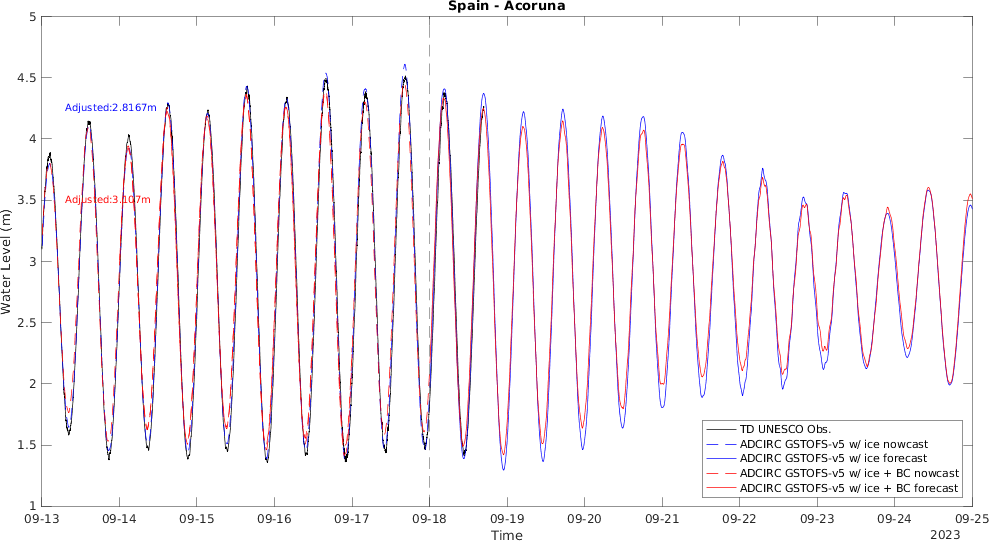 Spain - Acoruna
5
4.5
4
3.5
3
2.5
2
1.5
1
Water Level (m)
Adjusted:2.8167m
Adjusted:3.107m
TD UNESCO Obs.
ADCIRC GSTOFS-v5 w/ ice nowcast
ADCIRC GSTOFS-v5 w/ ice forecast
ADCIRC GSTOFS-v5 w/ ice + BC nowcast
ADCIRC GSTOFS-v5 w/ ice + BC forecast
09-13 09-14 09-15 09-16 09-17 09-18 09-19 09-20 09-21 09-22 09-23 09-24 09-25
Time
2023